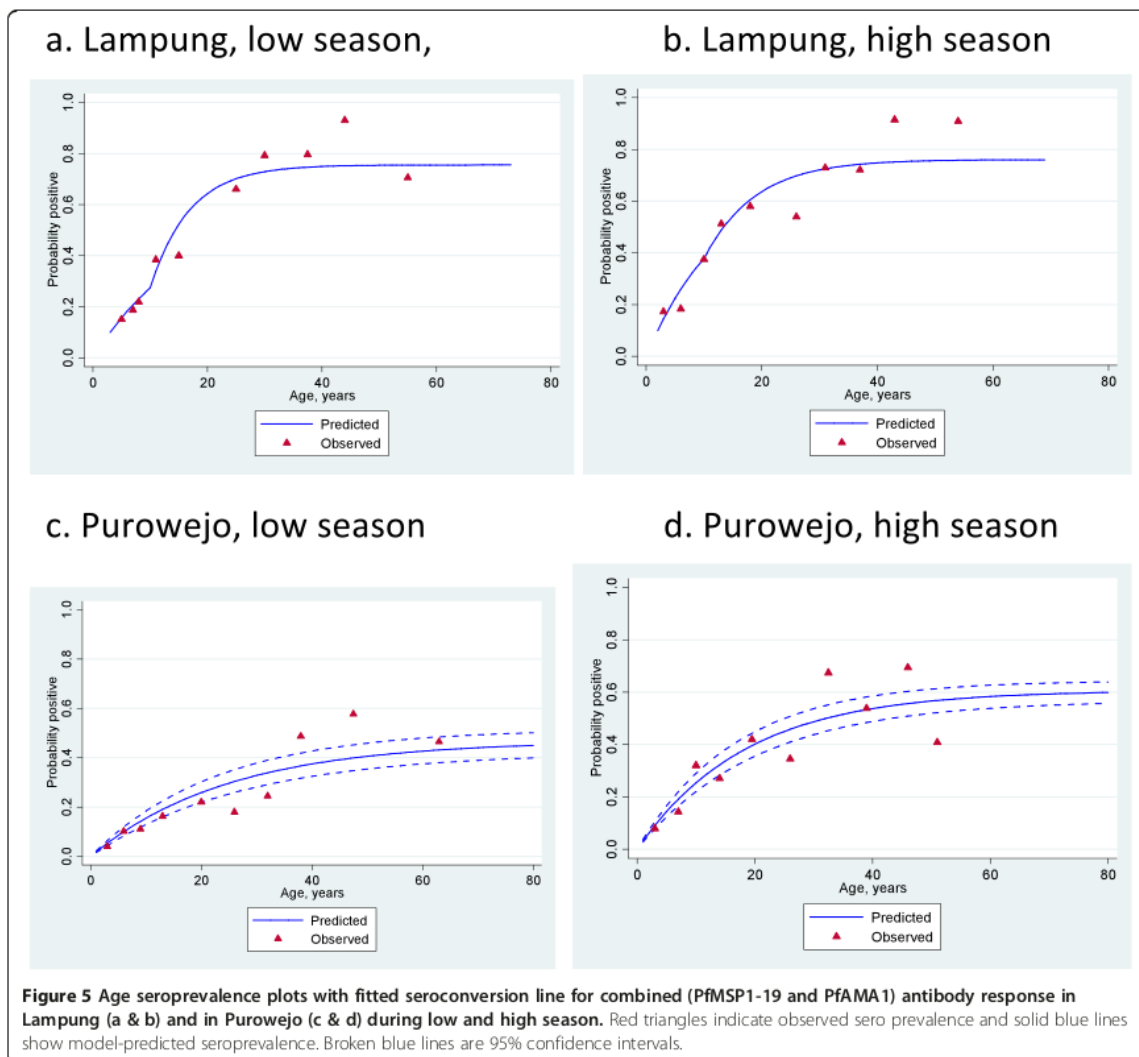 a. Lampung, low season,
Probability positive
0.0 0.2 0.4 0.6 0.8 1.0
0 20 40 60 80
Age, years
Predicted
Observed
b. Lampung, high season
Probability positive
0.0 0.2 0.4 0.6 0.8 1.0
0 20 40 60 80
Age, years
Predicted
Observed
c. Purowejo, low season
Probability positive
0.0 0.2 0.4 0.6 0.8 1.0
0 20 40 60 80
Age, years
Predicted
Observed
d. Purowejo, high season
Probability positive
0.0 0.2 0.4 0.6 0.8 1.0
0 20 40 60 80
Age, years
Predicted
Observed
Figure 5 Age seroprevalence plots with fitted seroconversion line for combined (PfMSP1-19 and PfAMA1) antibody response in
Lampung (a & b) and in Purowejo (c & d) during low and high season. Red triangles indicate observed sero prevalence and solid blue lines
show model-predicted seroprevalence. Broken blue lines are 95% confidence intervals.